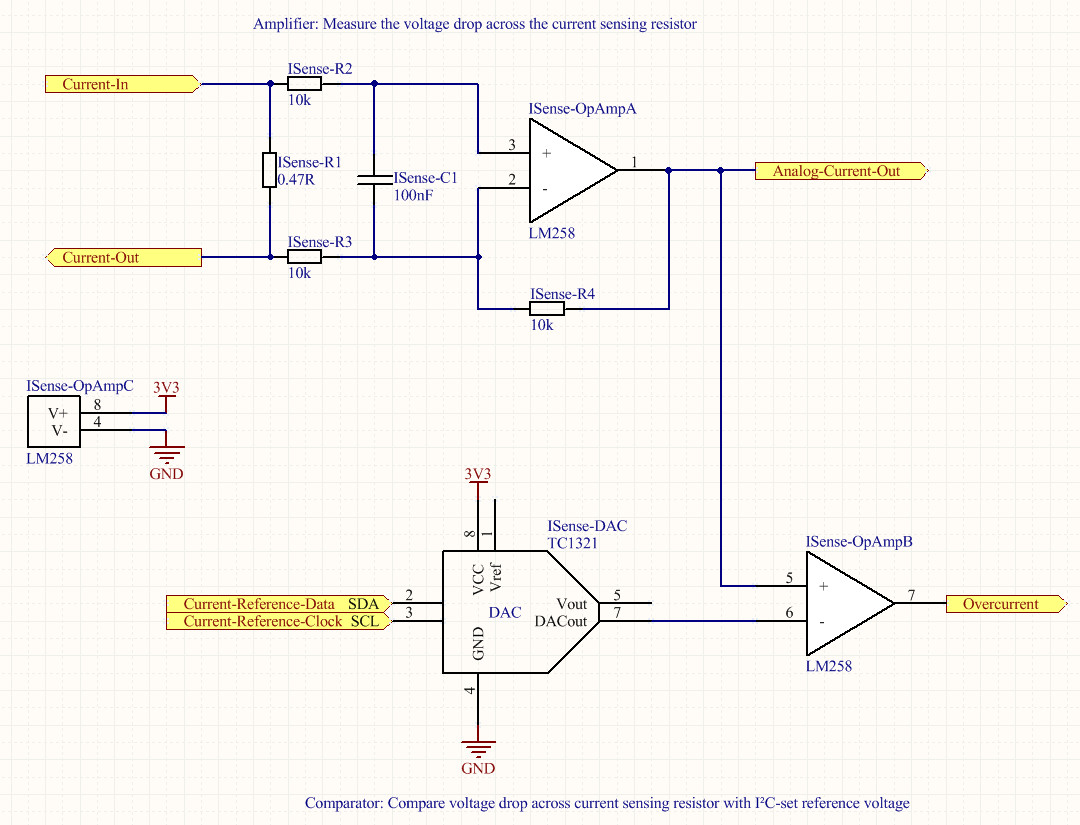 Amplifier: Measure the voltage drop across the current sensing resistor
Current-In
ISense-R2
10k
ISense-OpAmpA
3
+
1
2
-
LM258
Analog-Current-Out
ISense-R1
0.47R
ISense-C1
100nF
Current-Out
ISense-R3
10k
ISense-R4
10k
ISense-OpAmpC
3V3
V+
8
V-
4
LM258
GND
3V3
8
1
VCC
Vref
ISense-DAC
TC1321
Current-Reference-Data SDA
2
Current-Reference-Clock SCL
3
DAC
Vout
5
DACout
7
GND
4
GND
ISense-OpAmpB
5
+
6
-
7
LM258
Overcurrent
Comparator: Compare voltage drop across current sensing resistor with I²C-set reference voltage